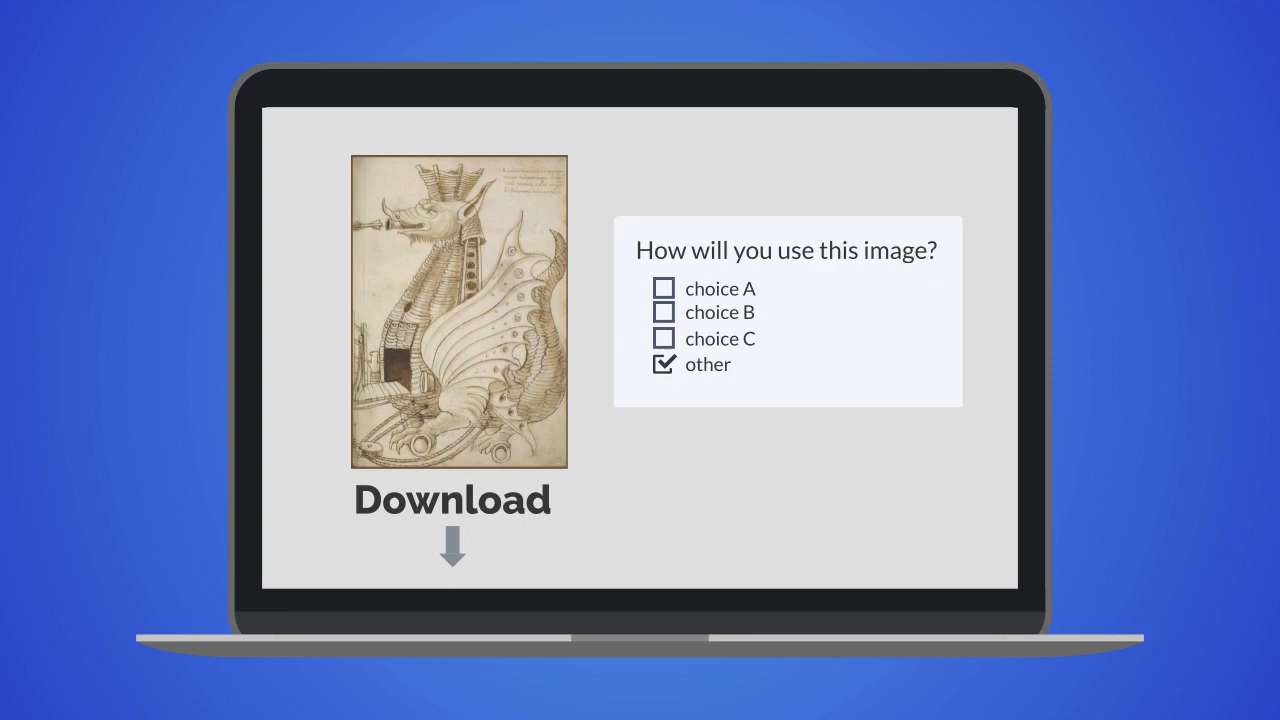 How will you use this image?
choice A
choice B
choice C
other
Download